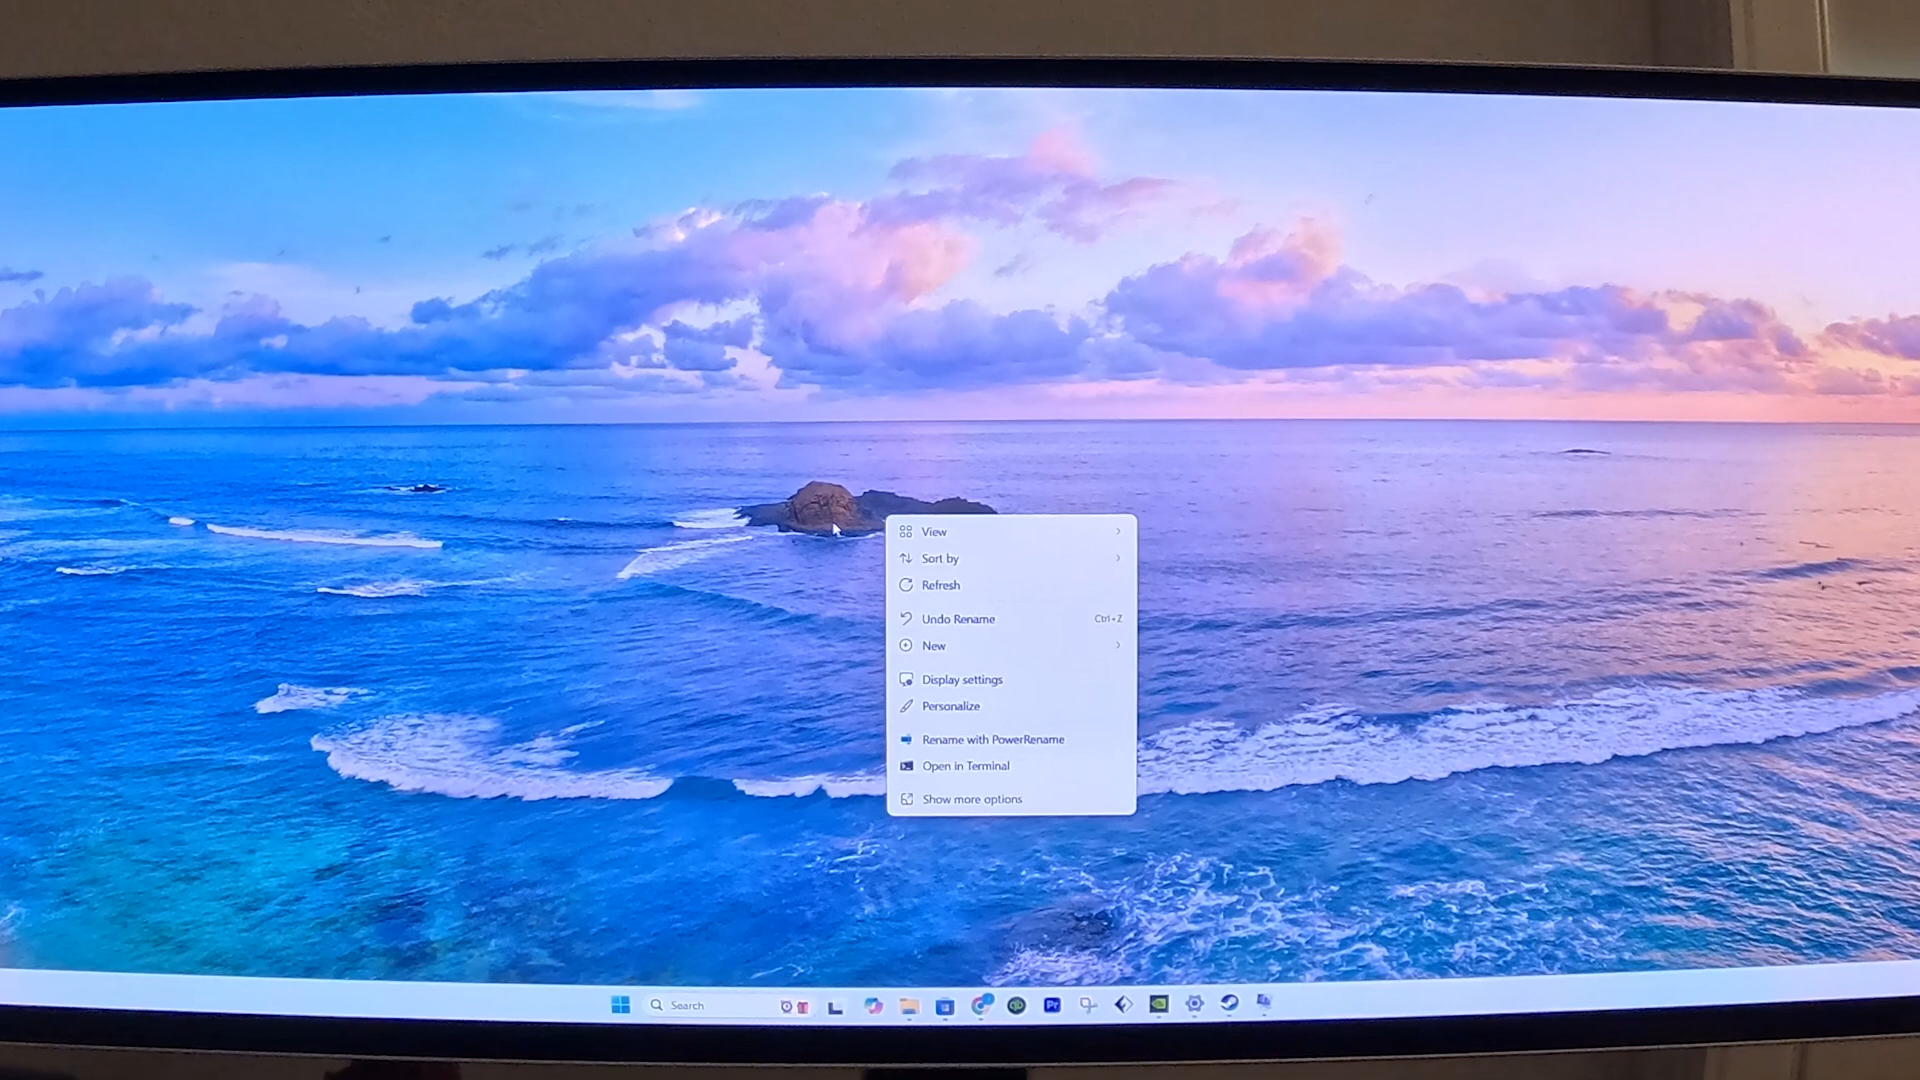 View
Sort by
Refresh
Undo Rename Ctrl+Z
New
Display settings
Personalize
Rename with PowerRename
Open in Terminal
Show more options
Search
qb
Pr